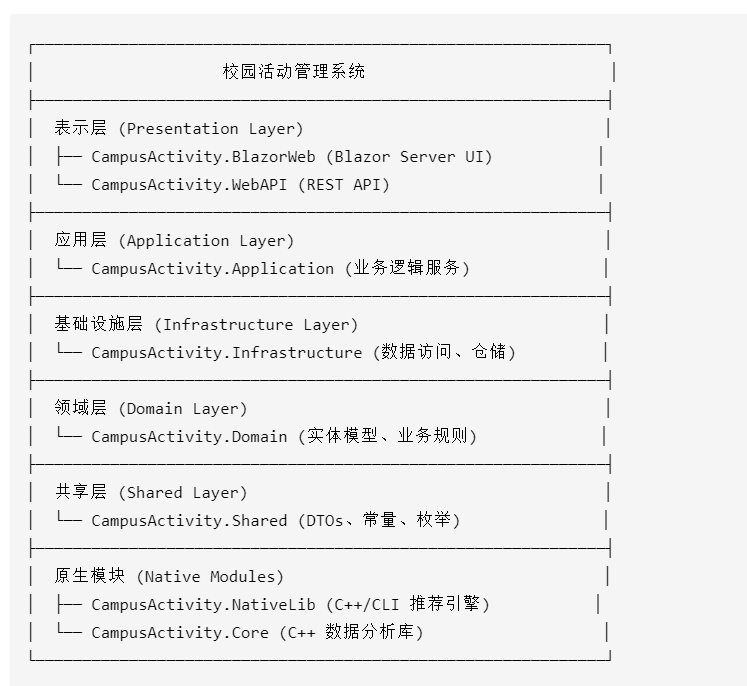 校园活动管理系统
表示层 (Presentation Layer)
├── CampusActivity.BlazorWeb (Blazor Server UI)
└── CampusActivity.WebAPI (REST API)
应用层 (Application Layer)
└── CampusActivity.Application (业务逻辑服务)
基础设施层 (Infrastructure Layer)
└── CampusActivity.Infrastructure (数据访问、仓储)
领域层 (Domain Layer)
└── CampusActivity.Domain (实体模型、业务规则)
共享层 (Shared Layer)
└── CampusActivity.Shared (DTOs、常量、枚举)
原生模块 (Native Modules)
├── CampusActivity.NativeLib (C++/CLI 推荐引擎)
└── CampusActivity.Core (C++ 数据分析库)